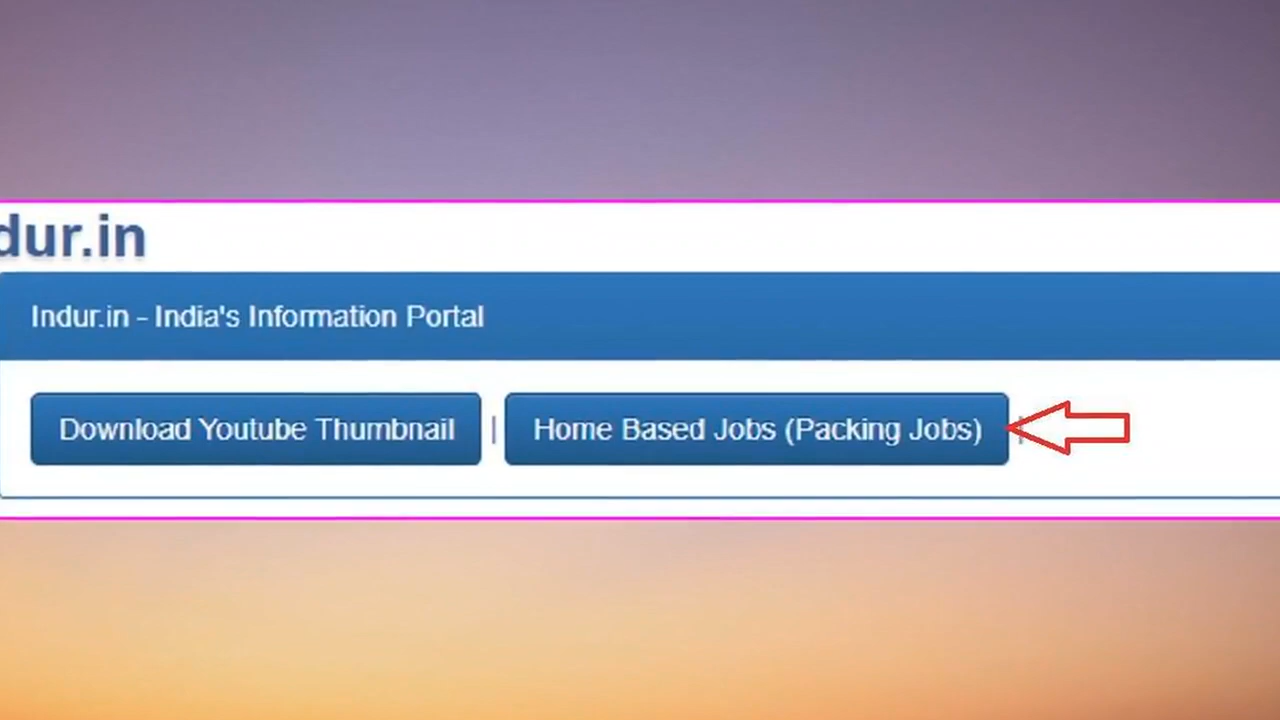 dur.in
Indur.in - India's Information Portal
Download Youtube Thumbnail | Home Based Jobs (Packing Jobs) |